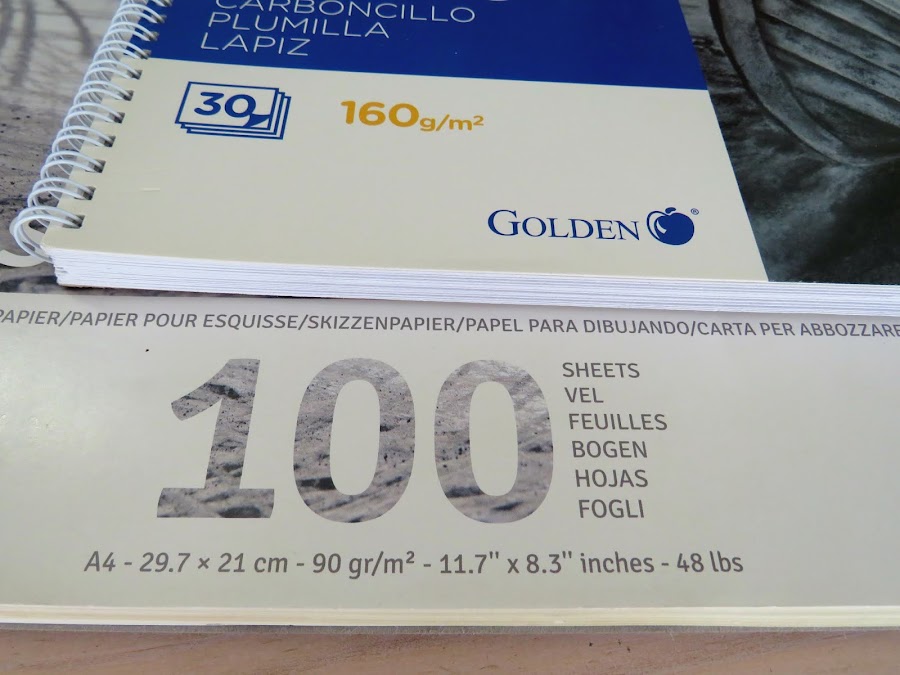 CARBONCILLO
PLUMILLA
LAPIZ
30
160g/m²
GOLDEN®
PAPIER/PAPIER POUR ESQUISSE/SKIZZENPAPIER/PAPEL PARA DIBUJANDO/CARTA PER ABBOZZARE
100
SHEETS
VEL
FEUILLES
BOGEN
HOJAS
FOGLI
A4 - 29.7 × 21 cm - 90 gr/m² - 11.7" x 8.3" inches - 48 lbs